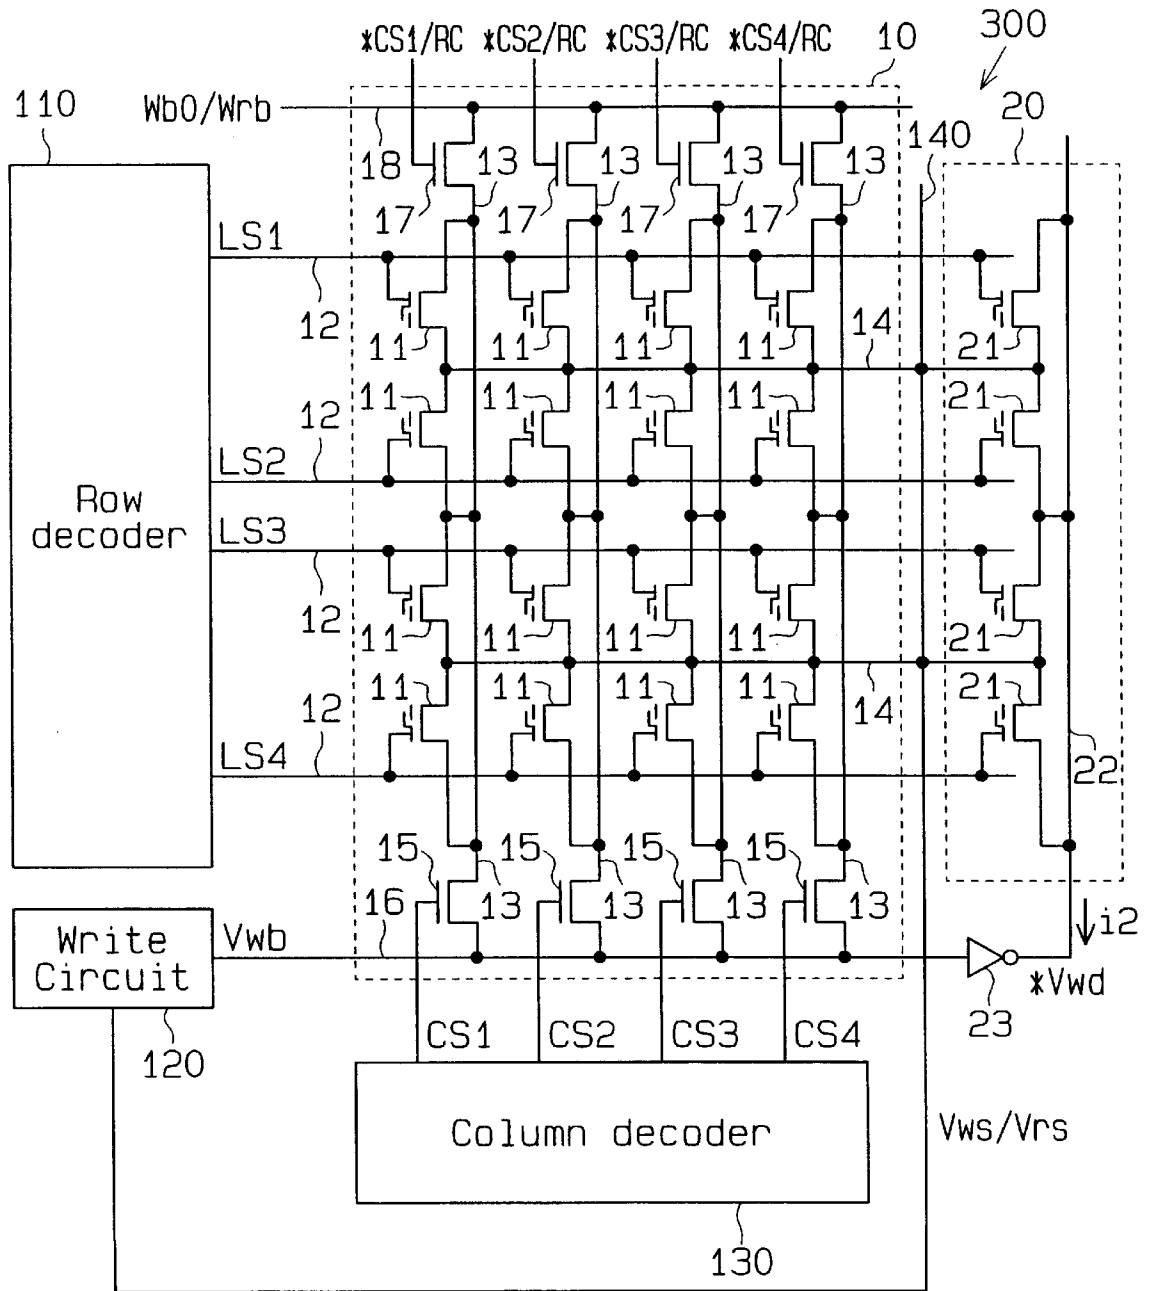 300
*CS1/RC *CS2/RC *CS3/RC *CS4/RC 10
110 Wb0/Wrb 20
18 13 13 13 13 140
17 17 17 17
LS1
12 11 11 11 11 14 21
12 11 11 11 11 21
LS2
Row
decoder
LS3
12 11 11 11 11 21
12 11 11 11 11 14 21
LS4 22
15 15 15 15
16 13 13 13 13
Write
Circuit
Vwb i2
*Vwd
23
120
CS1 CS2 CS3 CS4
Column decoder
Vws/Vrs
130